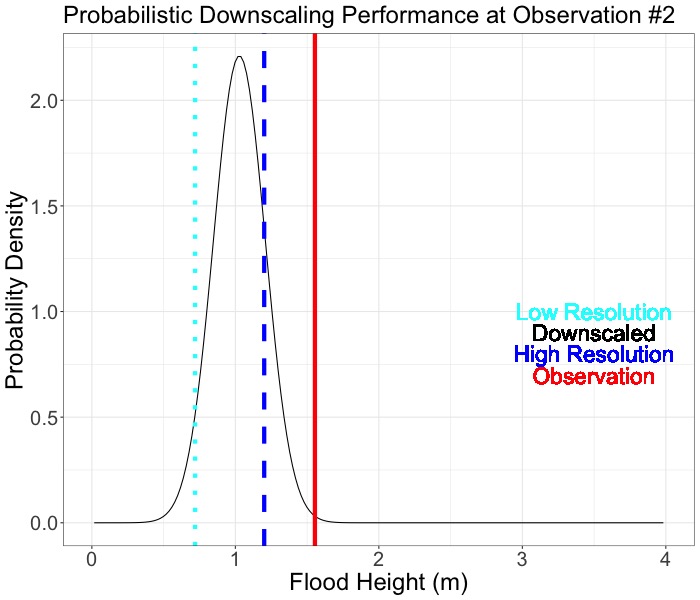 Probabilistic Downscaling Performance at Observation #2
Probability Density
2.0
1.5
1.0
0.5
0.0
Low Resolution
Downscaled
High Resolution
Observation
0 1 2 3 4
Flood Height (m)